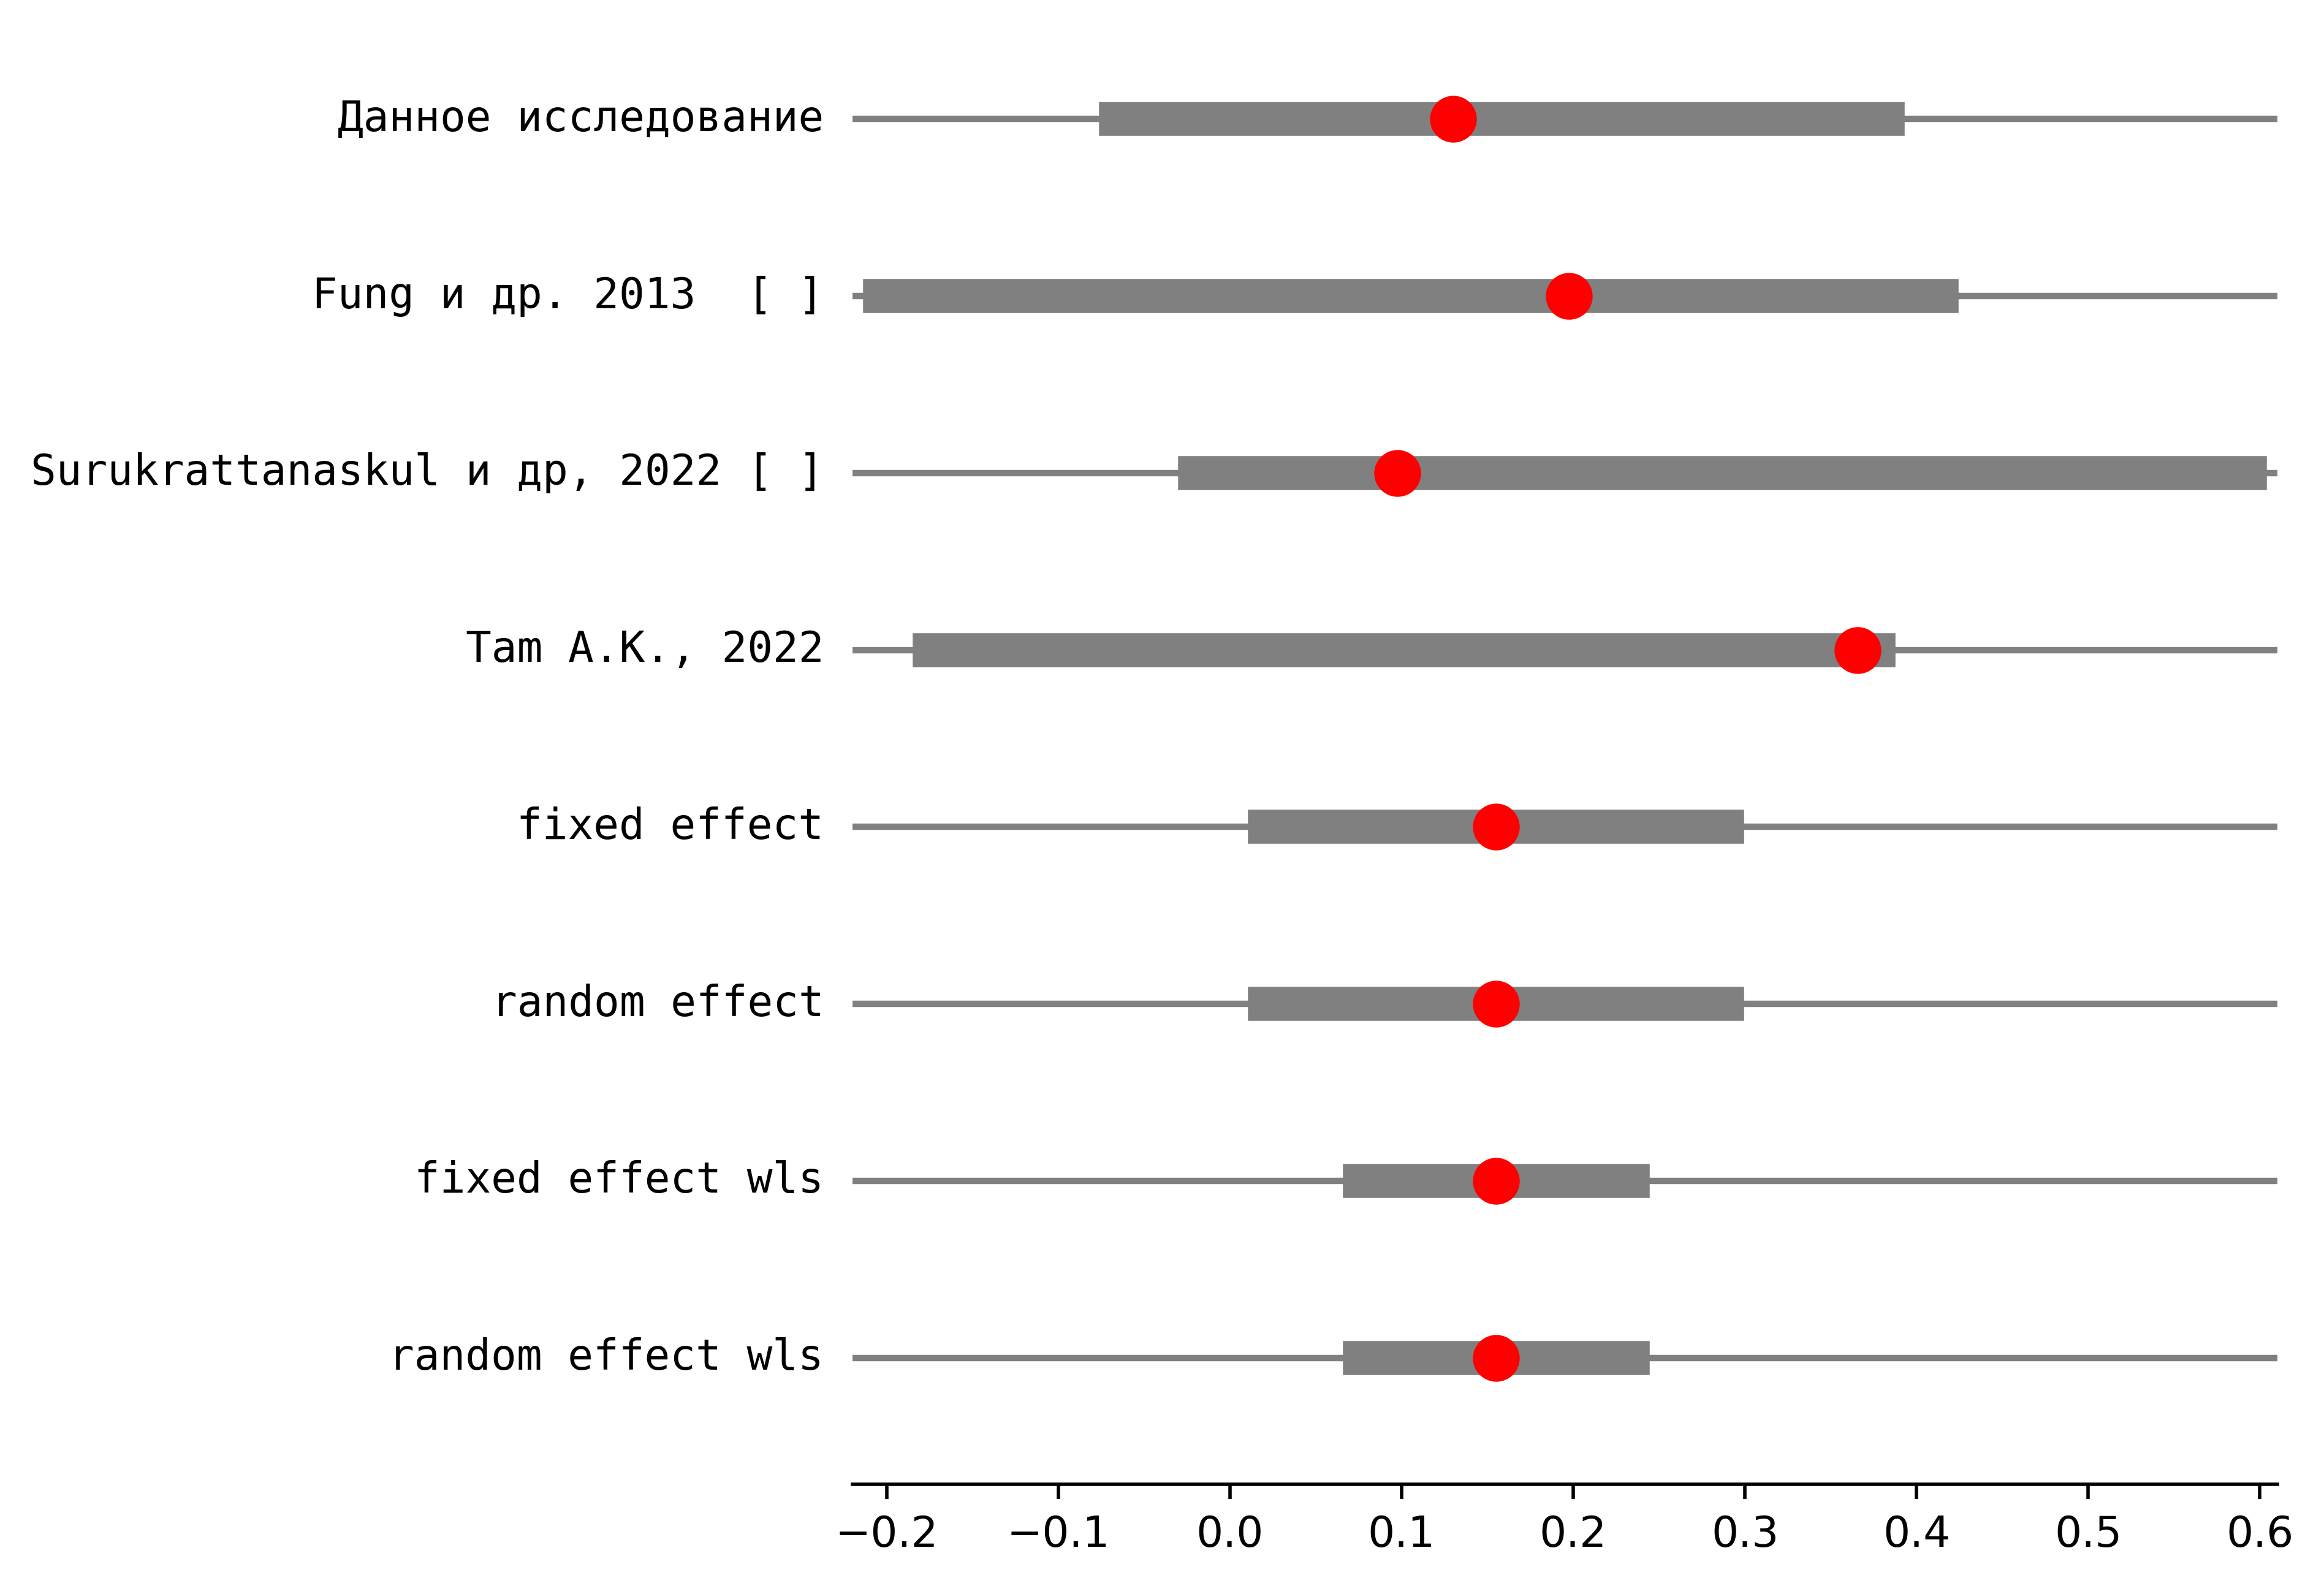 Данное исследование
Fung и др. 2013  [ ]
Surukrattanaskul и др, 2022 [ ]
Tam A.K., 2022
fixed effect
random effect
fixed effect wls
random effect wls
−0.2 −0.1 0.0 0.1 0.2 0.3 0.4 0.5 0.6